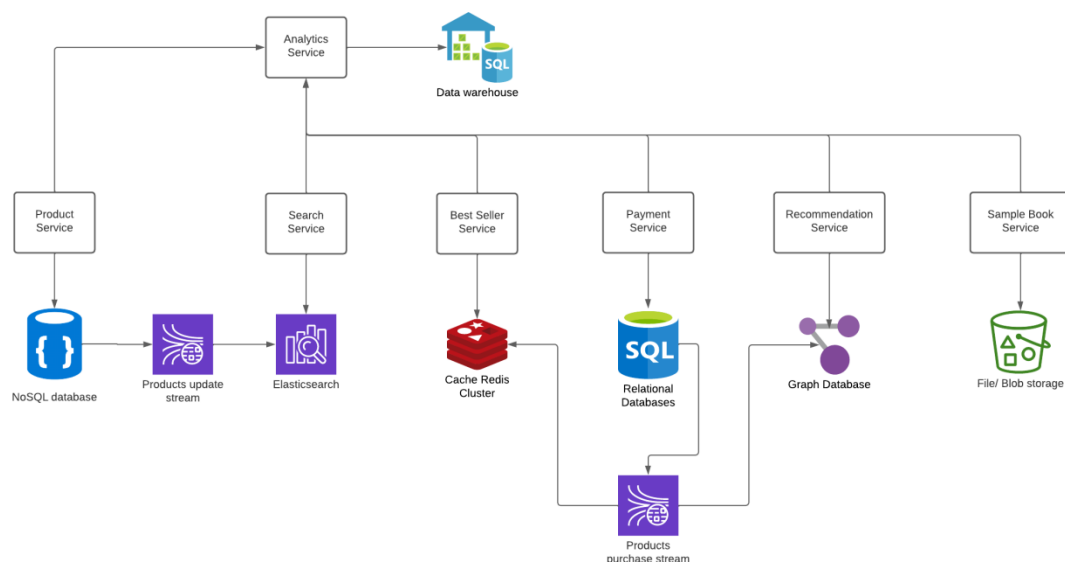 Analytics
Service
SQL
Data warehouse
Product
Service
Search
Service
Best Seller
Service
Payment
Service
Recommendation
Service
Sample Book
Service
{ }
NoSQL database
Products update
stream
Elasticsearch
Cache Redis
Cluster
SQL
Relational
Databases
Graph Database
File/ Blob storage
Products
purchase stream